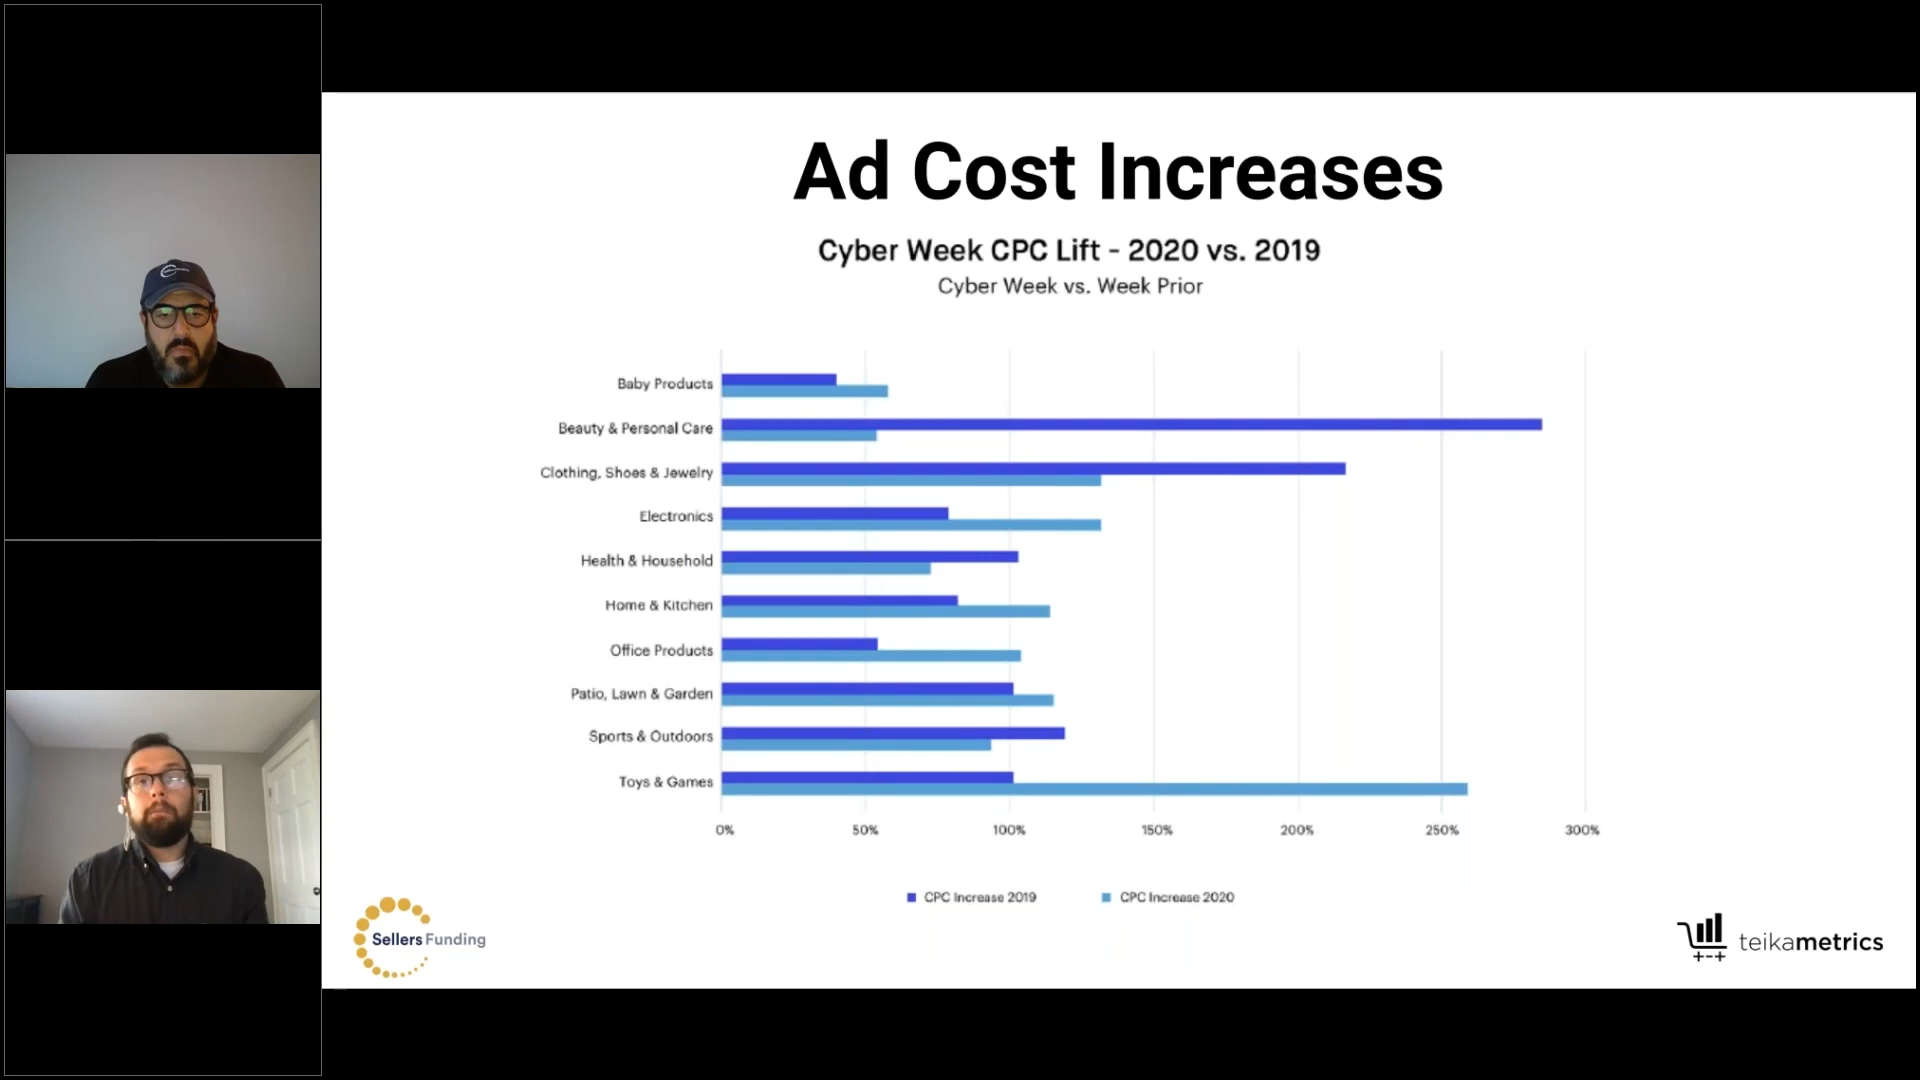 Ad Cost Increases
Cyber Week CPC Lift - 2020 vs. 2019
Cyber Week vs. Week Prior
Baby Products
Beauty & Personal Care
Clothing, Shoes & Jewelry
Electronics
Health & Household
Home & Kitchen
Office Products
Patio, Lawn & Garden
Sports & Outdoors
Toys & Games
0% 50% 100% 150% 200% 250% 300%
CPC Increase 2019 CPC Increase 2020
SellersFunding
teikametrics